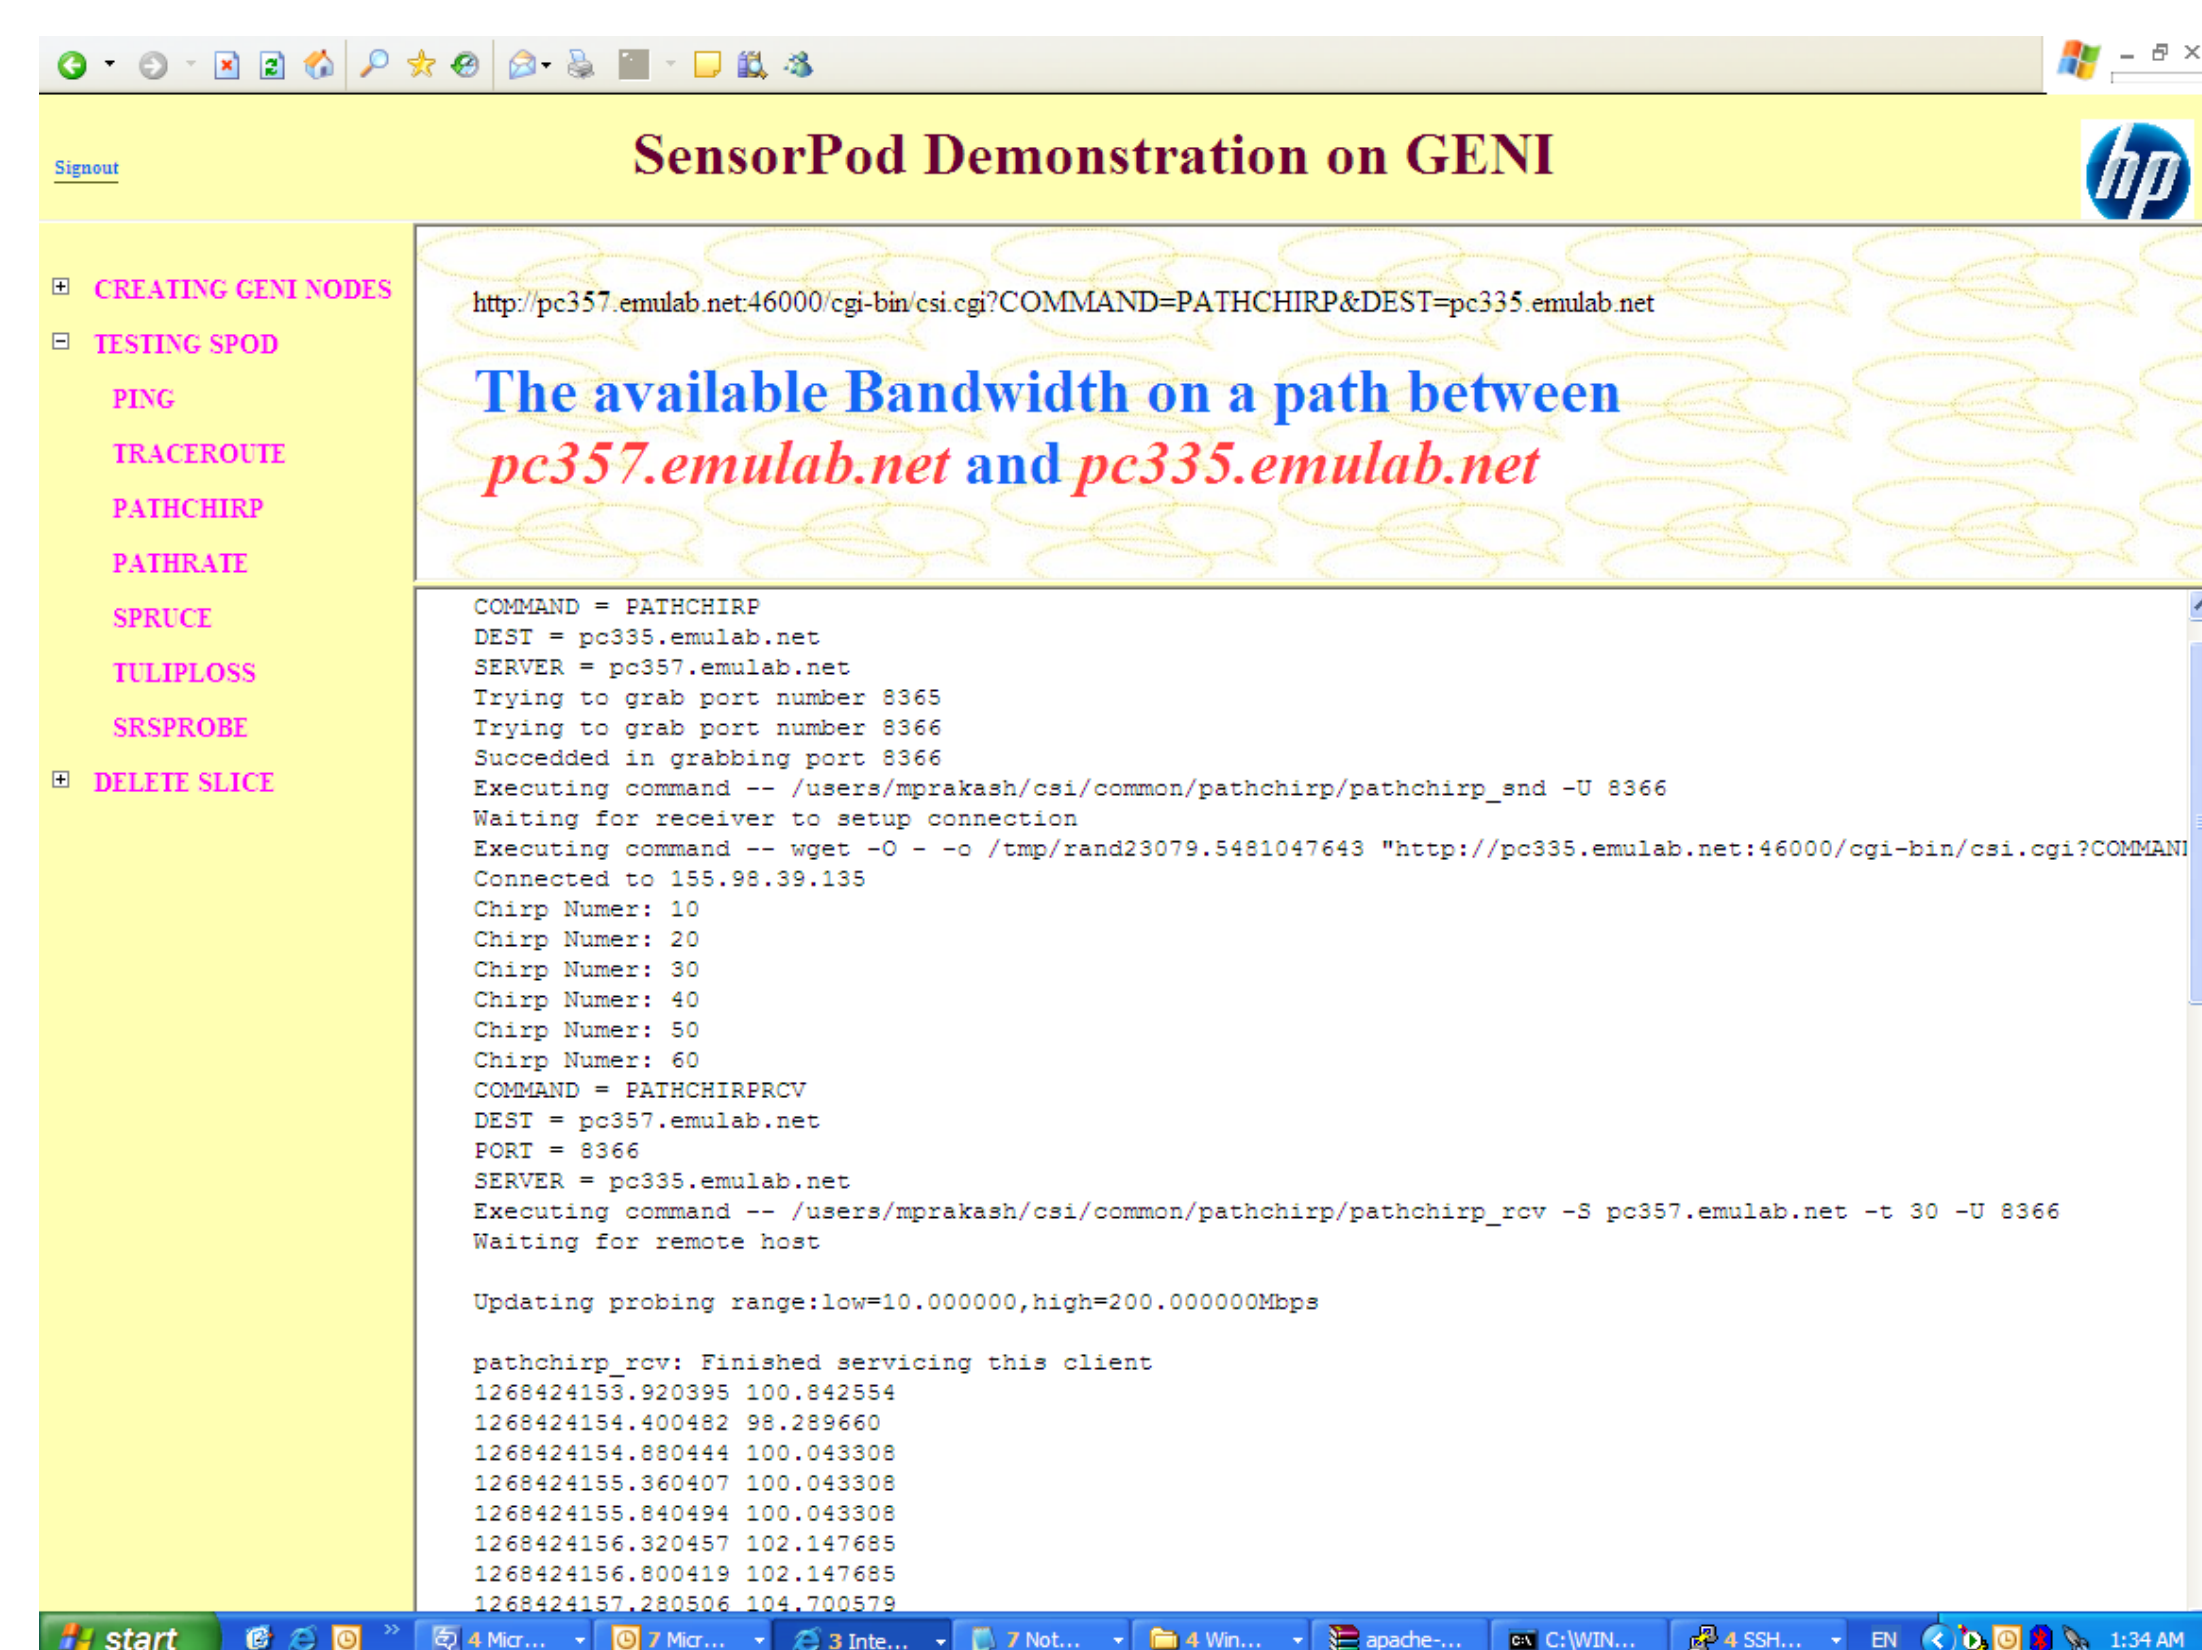 Signout
SensorPod Demonstration on GENI
hp
CREATING GENI NODES
TESTING SPOD
PING
TRACEROUTE
PATHCHIRP
PATHRATE
SPRUCE
TULIPLOSS
SRSPROBE
DELETE SLICE
http://pc357.emulab.net:46000/cgi-bin/csi.cgi?COMMAND=PATHCHIRP&DEST=pc335.emulab.net
The available Bandwidth on a path between
pc357.emulab.net and pc335.emulab.net
COMMAND = PATHCHIRP
DEST = pc335.emulab.net
SERVER = pc357.emulab.net
Trying to grab port number 8365
Trying to grab port number 8366
Succedded in grabbing port 8366
Executing command -- /users/mprakash/csi/common/pathchirp/pathchirp_snd -U 8366
Waiting for receiver to setup connection
Executing command -- wget -O - -o /tmp/rand23079.5481047643 "http://pc335.emulab.net:46000/cgi-bin/csi.cgi?COMMAN
Connected to 155.98.39.135
Chirp Numer: 10
Chirp Numer: 20
Chirp Numer: 30
Chirp Numer: 40
Chirp Numer: 50
Chirp Numer: 60
COMMAND = PATHCHIRPRCV
DEST = pc357.emulab.net
PORT = 8366
SERVER = pc335.emulab.net
Executing command -- /users/mprakash/csi/common/pathchirp/pathchirp_rcv -S pc357.emulab.net -t 30 -U 8366
Waiting for remote host
Updating probing range:low=10.000000,high=200.000000Mbps
pathchirp_rcv: Finished servicing this client
1268424153.920395 100.842554
1268424154.400482 98.289660
1268424154.880444 100.043308
1268424155.360407 100.043308
1268424155.840494 100.043308
1268424156.320457 102.147685
1268424156.800419 102.147685
1268424157.280506 104.700579
start 4 Micr... 7 Micr... 3 Inte... 7 Not... 4 Win... apache-... C:\WIN... 4 SSH... EN 1:34 AM